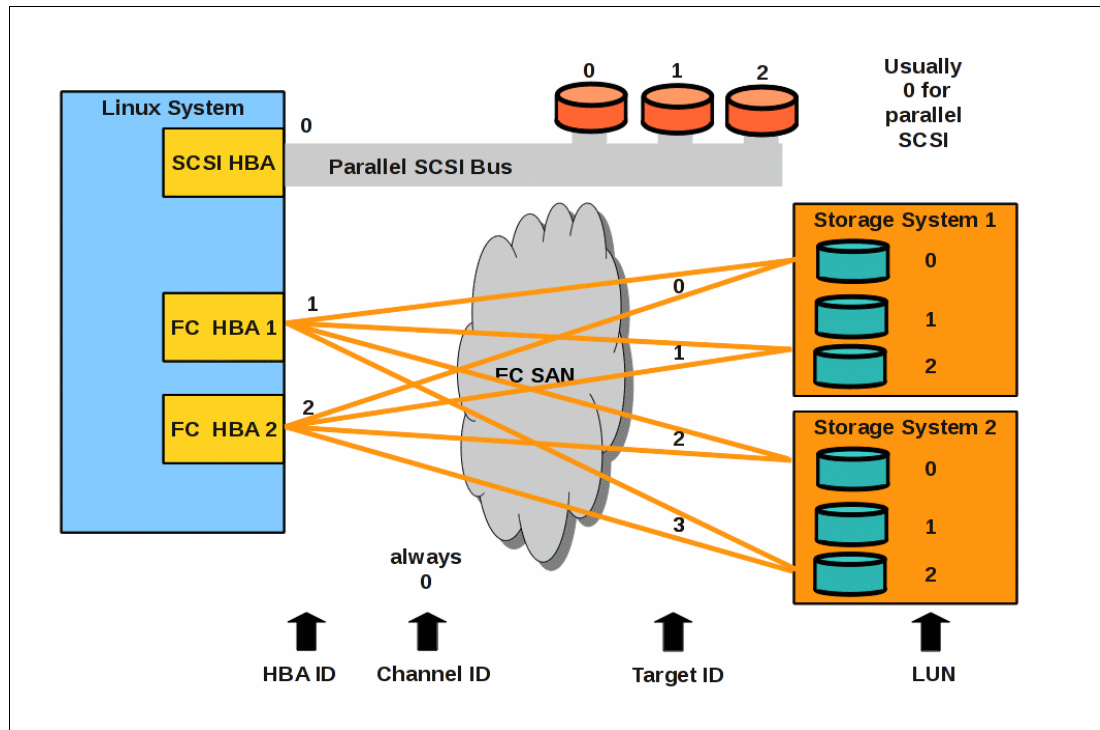 Linux System
SCSI HBA
0
Parallel SCSI Bus
0
1
2
Usually
0 for
parallel
SCSI
FC HBA 1
1
FC HBA 2
2
FC SAN
0
1
2
3
Storage System 1
0
1
2
Storage System 2
0
1
2
always
0
HBA ID
Channel ID
Target ID
LUN